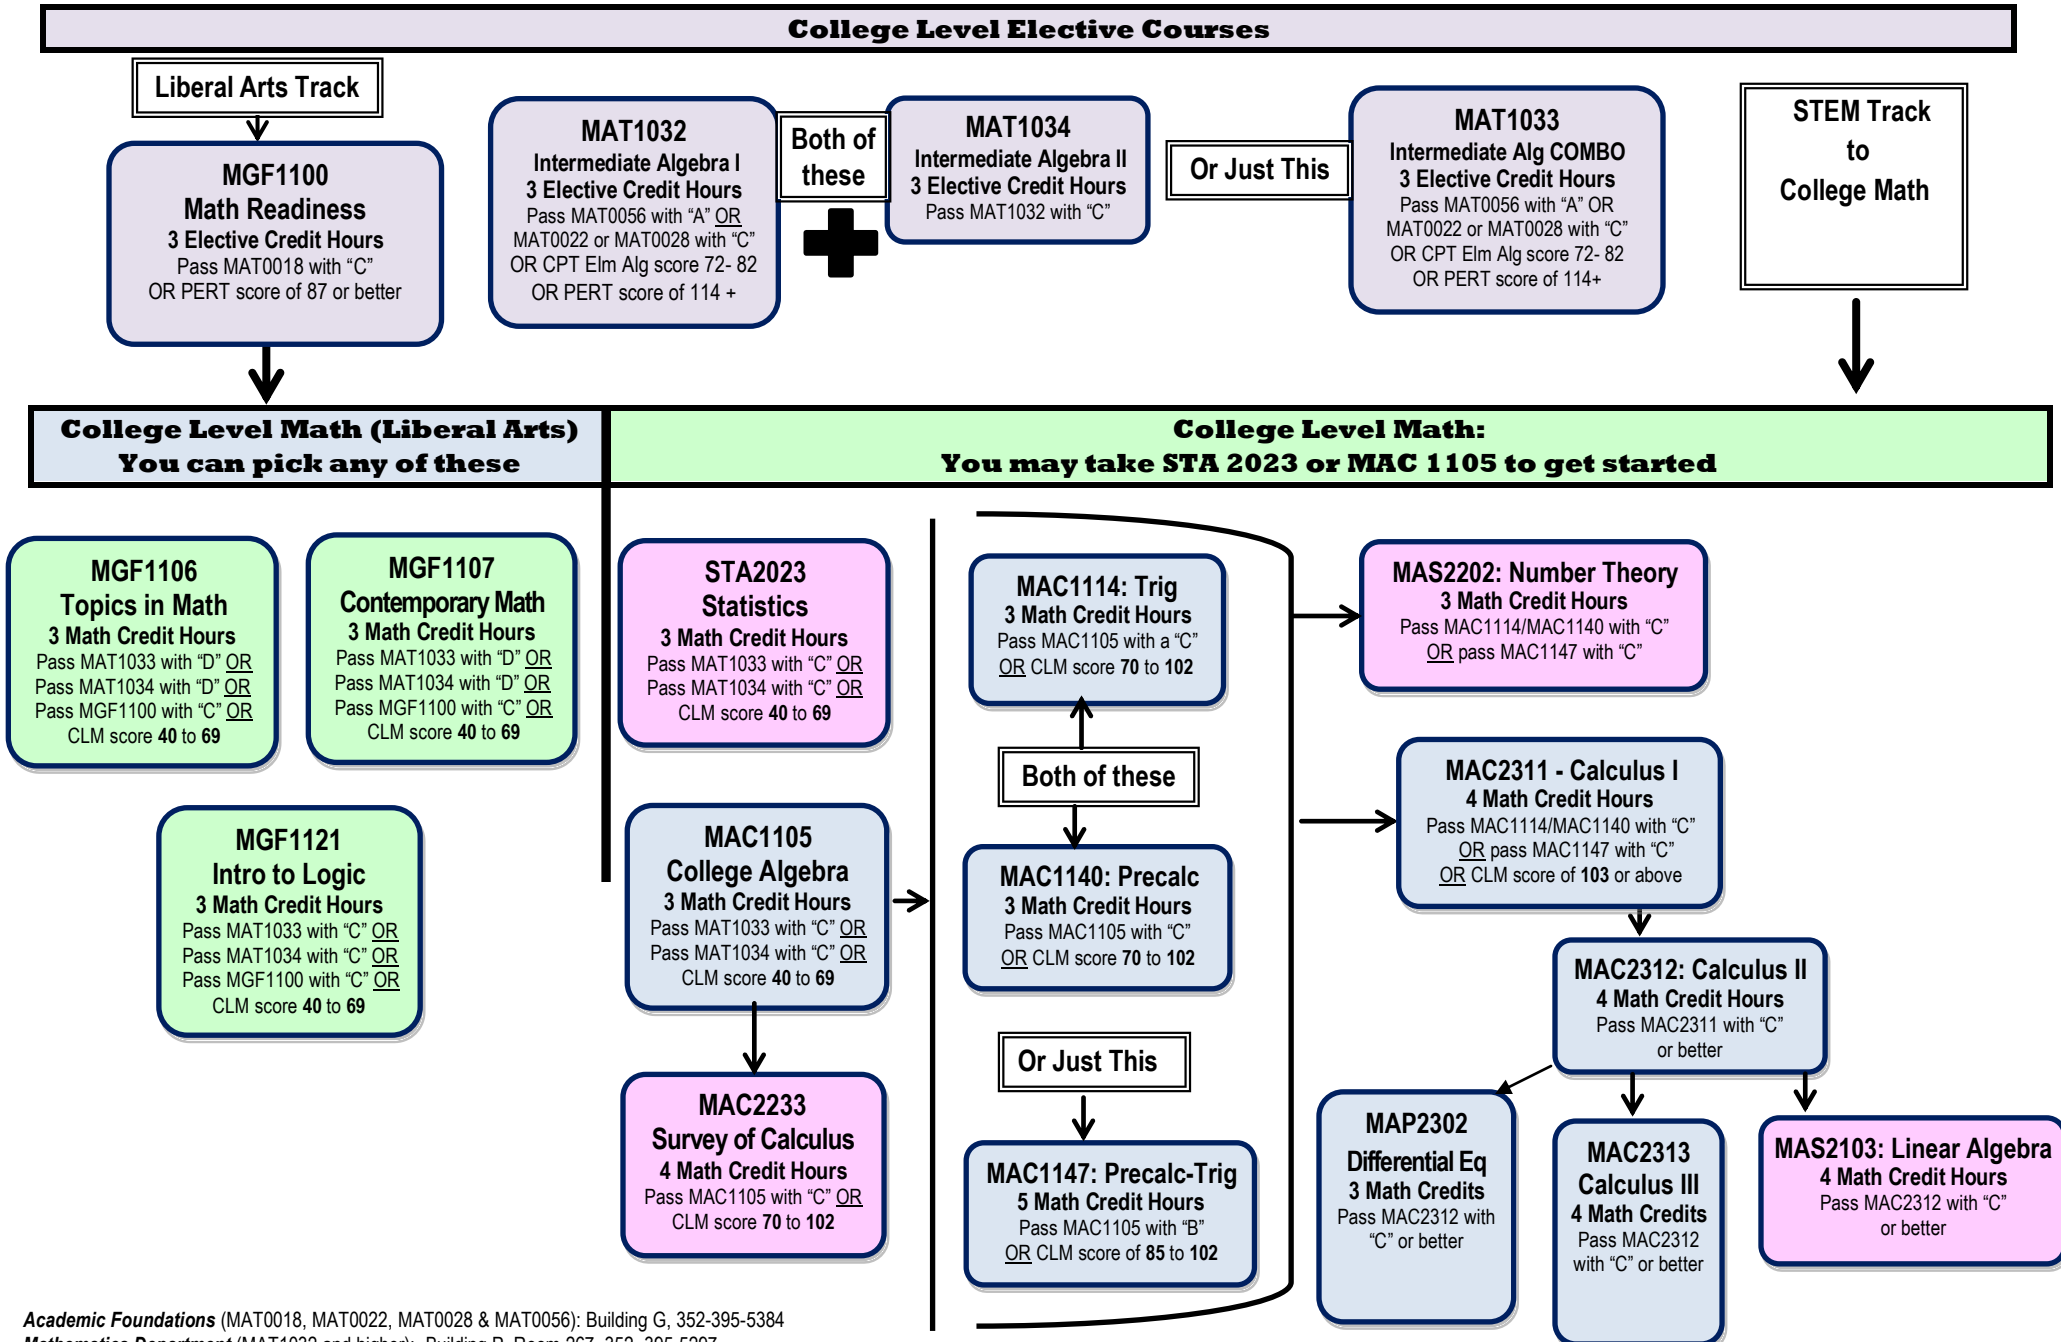 College Level Elective Courses
Liberal Arts Track
MGF1100
Math Readiness
3 Elective Credit Hours
Pass MAT0018 with “C”
OR PERT score of 87 or better
MAT1032
Intermediate Algebra I
3 Elective Credit Hours
Pass MAT0056 with “A” OR
MAT0022 or MAT0028 with “C”
OR CPT Elm Alg score 72- 82
OR PERT score of 114 +
Both of
these
MAT1034
Intermediate Algebra II
3 Elective Credit Hours
Pass MAT1032 with “C”
Or Just This
MAT1033
Intermediate Alg COMBO
3 Elective Credit Hours
Pass MAT0056 with “A” OR
MAT0022 or MAT0028 with “C”
OR CPT Elm Alg score 72- 82
OR PERT score of 114+
STEM Track
to
College Math
College Level Math (Liberal Arts)
You can pick any of these
College Level Math:
You may take STA 2023 or MAC 1105 to get started
MGF1106
Topics in Math
3 Math Credit Hours
Pass MAT1033 with “D” OR
Pass MAT1034 with “D” OR
Pass MGF1100 with “C” OR
CLM score 40 to 69
MGF1107
Contemporary Math
3 Math Credit Hours
Pass MAT1033 with “D” OR
Pass MAT1034 with “D” OR
Pass MGF1100 with “C” OR
CLM score 40 to 69
MGF1121
Intro to Logic
3 Math Credit Hours
Pass MAT1033 with “C” OR
Pass MAT1034 with “C” OR
Pass MGF1100 with “C” OR
CLM score 40 to 69
STA2023
Statistics
3 Math Credit Hours
Pass MAT1033 with “C” OR
Pass MAT1034 with “C” OR
CLM score 40 to 69
MAC1105
College Algebra
3 Math Credit Hours
Pass MAT1033 with “C” OR
Pass MAT1034 with “C” OR
CLM score 40 to 69
MAC2233
Survey of Calculus
4 Math Credit Hours
Pass MAC1105 with “C” OR
CLM score 70 to 102
MAC1114: Trig
3 Math Credit Hours
Pass MAC1105 with a “C”
OR CLM score 70 to 102
Both of these
MAC1140: Precalc
3 Math Credit Hours
Pass MAC1105 with “C”
OR CLM score 70 to 102
Or Just This
MAC1147: Precalc-Trig
5 Math Credit Hours
Pass MAC1105 with “B”
OR CLM score of 85 to 102
MAS2202: Number Theory
3 Math Credit Hours
Pass MAC1114/MAC1140 with “C”
OR pass MAC1147 with “C”
MAC2311 - Calculus I
4 Math Credit Hours
Pass MAC1114/MAC1140 with “C”
OR pass MAC1147 with “C”
OR CLM score of 103 or above
MAC2312: Calculus II
4 Math Credit Hours
Pass MAC2311 with “C”
or better
MAP2302
Differential Eq
3 Math Credits
Pass MAC2312 with
“C” or better
MAC2313
Calculus III
4 Math Credits
Pass MAC2312
with “C” or better
MAS2103: Linear Algebra
4 Math Credit Hours
Pass MAC2312 with “C”
or better
Academic Foundations (MAT0018, MAT0022, MAT0028 & MAT0056): Building G, 352-395-5384
Mathematics Department (MAT1032 and higher): Building P, Room 267, 352- 395-5297